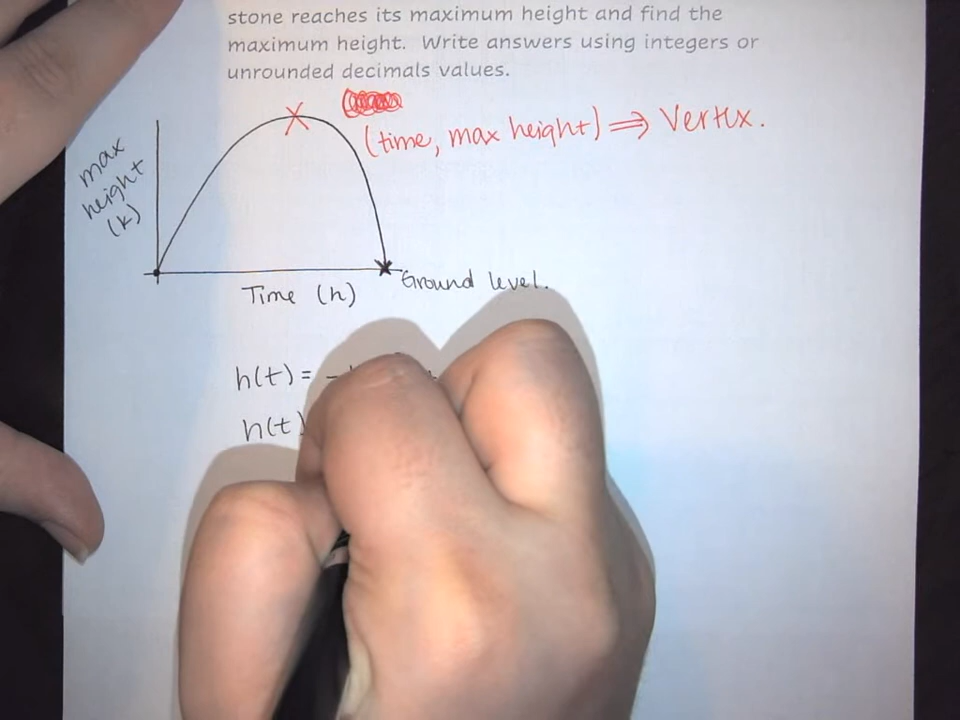 stone reaches its maximum height and find the
maximum height. Write answers using integers or
unrounded decimals values.
(time, max height) ⇒ Vertex.
max
height
(k)
Ground level.
Time (h)
h(t) = -
h(t)